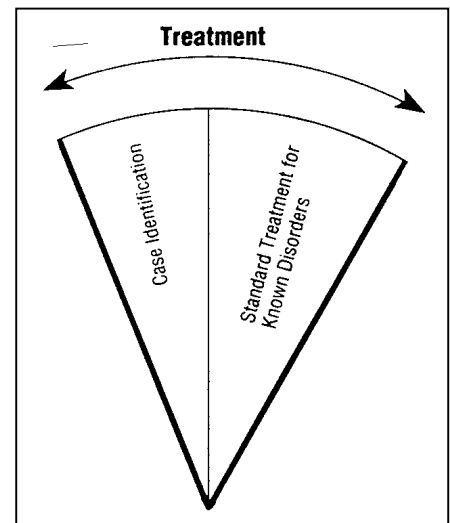 Treatment
Case Identification
Standard Treatment for
Known Disorders